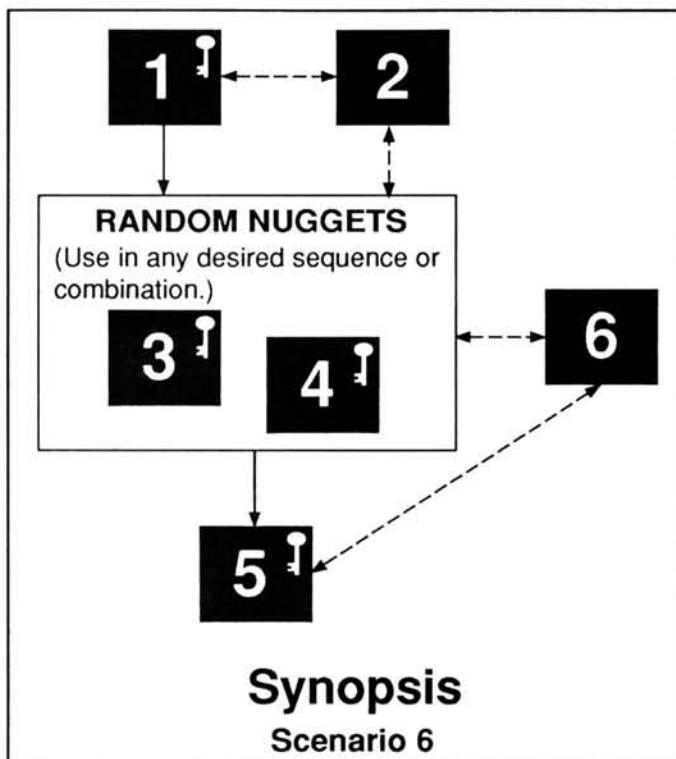 1
2
RANDOM NUGGETS
(Use in any desired sequence or
combination.)
3
4
6
5
Synopsis
Scenario 6